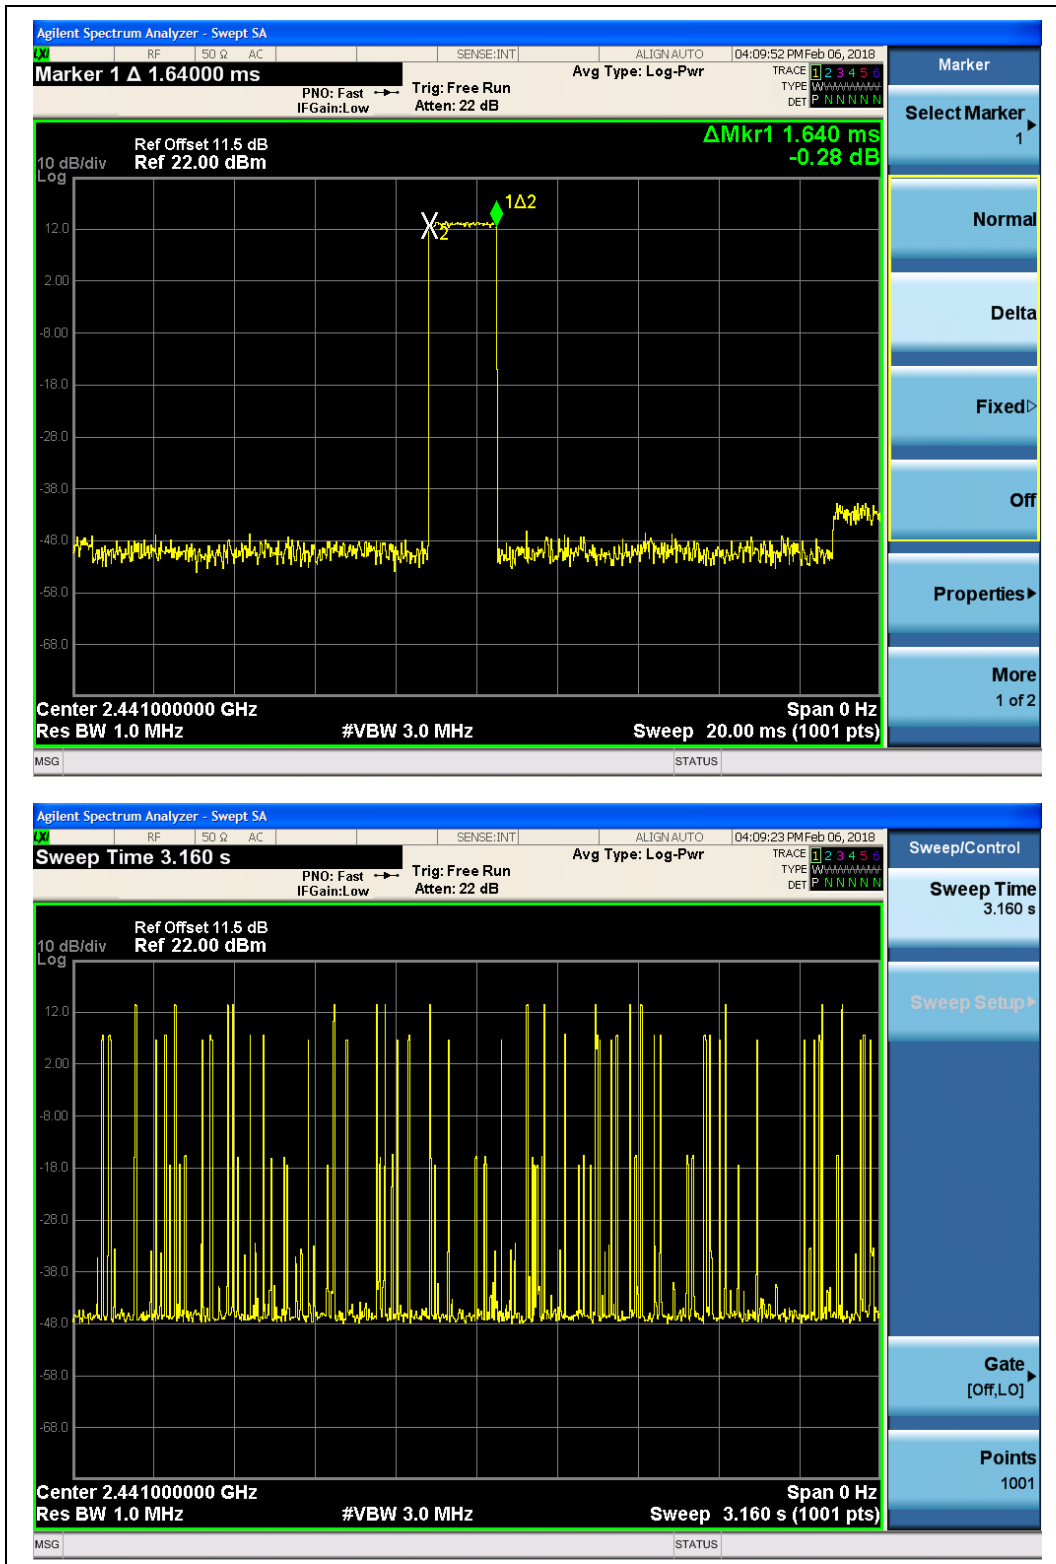 Agilent Spectrum Analyzer - Swept SA
LXI RF 50 Ω AC SENSE:INT ALIGN AUTO 04:09:52 PM Feb 06, 2018
Marker 1 Δ 1.64000 ms
PNO: Fast
IFGain:Low
Trig: Free Run
Atten: 22 dB
Avg Type: Log-Pwr
TRACE 1 2 3 4 5 6
TYPE
DET P N N N N N
Marker
Select Marker
1
Normal
Delta
Fixed
Off
Properties
More
1 of 2
ΔMkr1 1.640 ms
-0.28 dB
Ref Offset 11.5 dB
10 dB/div Ref 22.00 dBm
Log
1Δ2
2
12.0
2.00
-8.00
-18.0
-28.0
-38.0
-48.0
-58.0
-68.0
Center 2.441000000 GHz Span 0 Hz
Res BW 1.0 MHz #VBW 3.0 MHz Sweep 20.00 ms (1001 pts)
MSG STATUS
Agilent Spectrum Analyzer - Swept SA
LXI RF 50 Ω AC SENSE:INT ALIGN AUTO 04:09:23 PM Feb 06, 2018
Sweep Time 3.160 s
PNO: Fast
IFGain:Low
Trig: Free Run
Atten: 22 dB
Avg Type: Log-Pwr
TRACE 1 2 3 4 5 6
TYPE
DET P N N N N N
Sweep/Control
Sweep Time
3.160 s
Sweep Setup
Gate
[Off,LO]
Points
1001
Ref Offset 11.5 dB
10 dB/div Ref 22.00 dBm
Log
12.0
2.00
-8.00
-18.0
-28.0
-38.0
-48.0
-58.0
-68.0
Center 2.441000000 GHz Span 0 Hz
Res BW 1.0 MHz #VBW 3.0 MHz Sweep 3.160 s (1001 pts)
MSG STATUS